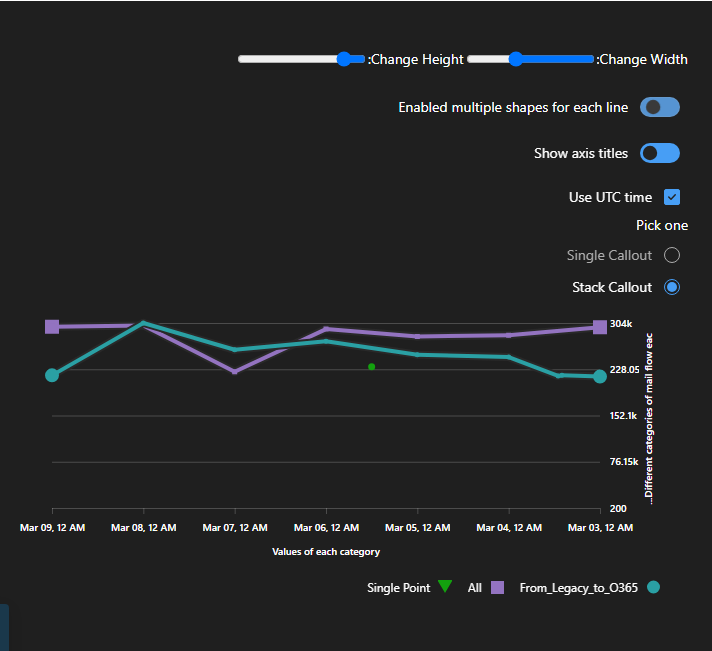 :Change Height :Change Width
Enabled multiple shapes for each line
Show axis titles
Use UTC time
Pick one
Single Callout
Stack Callout
304k
228.05
152.1k
76.15k
200
...Different categories of mail flow eac
Mar 09, 12 AM Mar 08, 12 AM Mar 07, 12 AM Mar 06, 12 AM Mar 05, 12 AM Mar 04, 12 AM Mar 03, 12 AM
Values of each category
Single Point All From_Legacy_to_O365